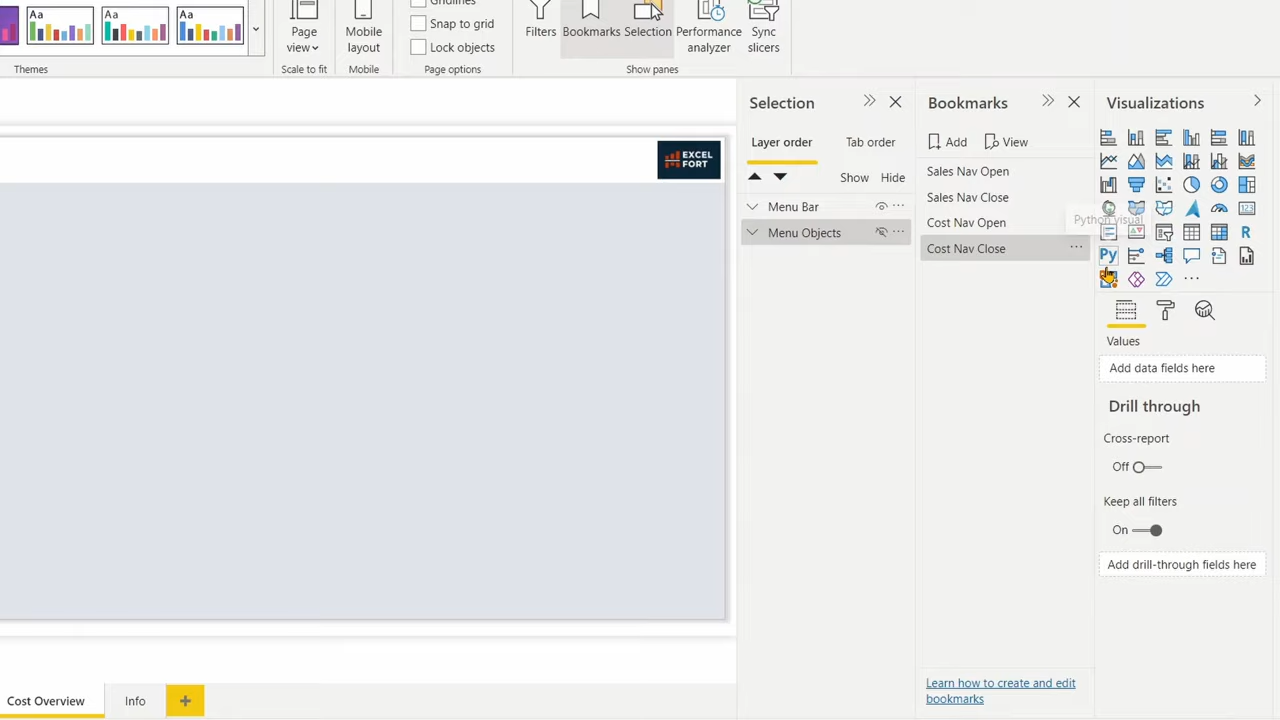 Aa
Aa
Aa
Themes
Page
view
Scale to fit
Mobile
layout
Mobile
Gridlines
Snap to grid
Lock objects
Page options
Filters
Bookmarks
Selection
Performance
analyzer
Sync
slicers
Show panes
EXCEL
FORT
Selection
Layer order
Tab order
Show
Hide
Menu Bar
Menu Objects
Bookmarks
Add
View
Sales Nav Open
Sales Nav Close
Cost Nav Open
Cost Nav Close
Visualizations
123
Python visual
R
Py
Values
Add data fields here
Drill through
Cross-report
Off
Keep all filters
On
Add drill-through fields here
Learn how to create and edit
bookmarks
Cost Overview
Info